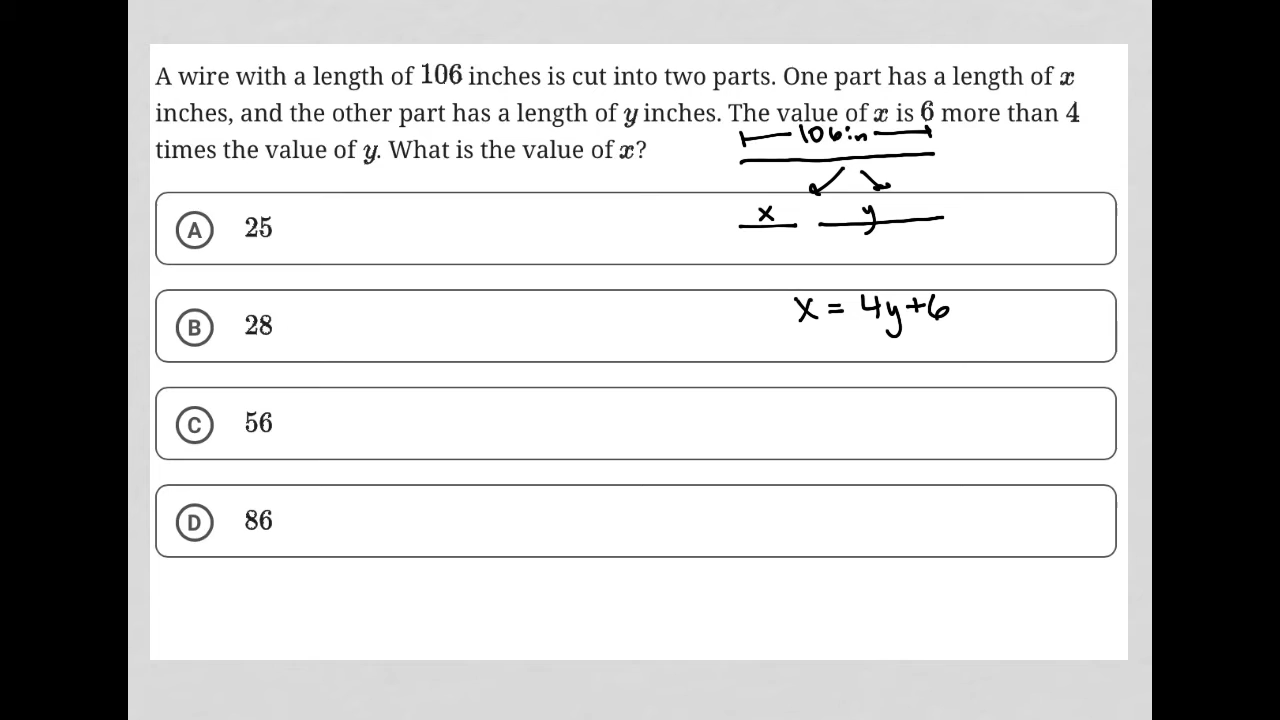 A wire with a length of 106 inches is cut into two parts. One part has a length of x
inches, and the other part has a length of y inches. The value of x is 6 more than 4
times the value of y. What is the value of x?
106in
x y
A 25
x = 4y+6
B 28
C 56
D 86